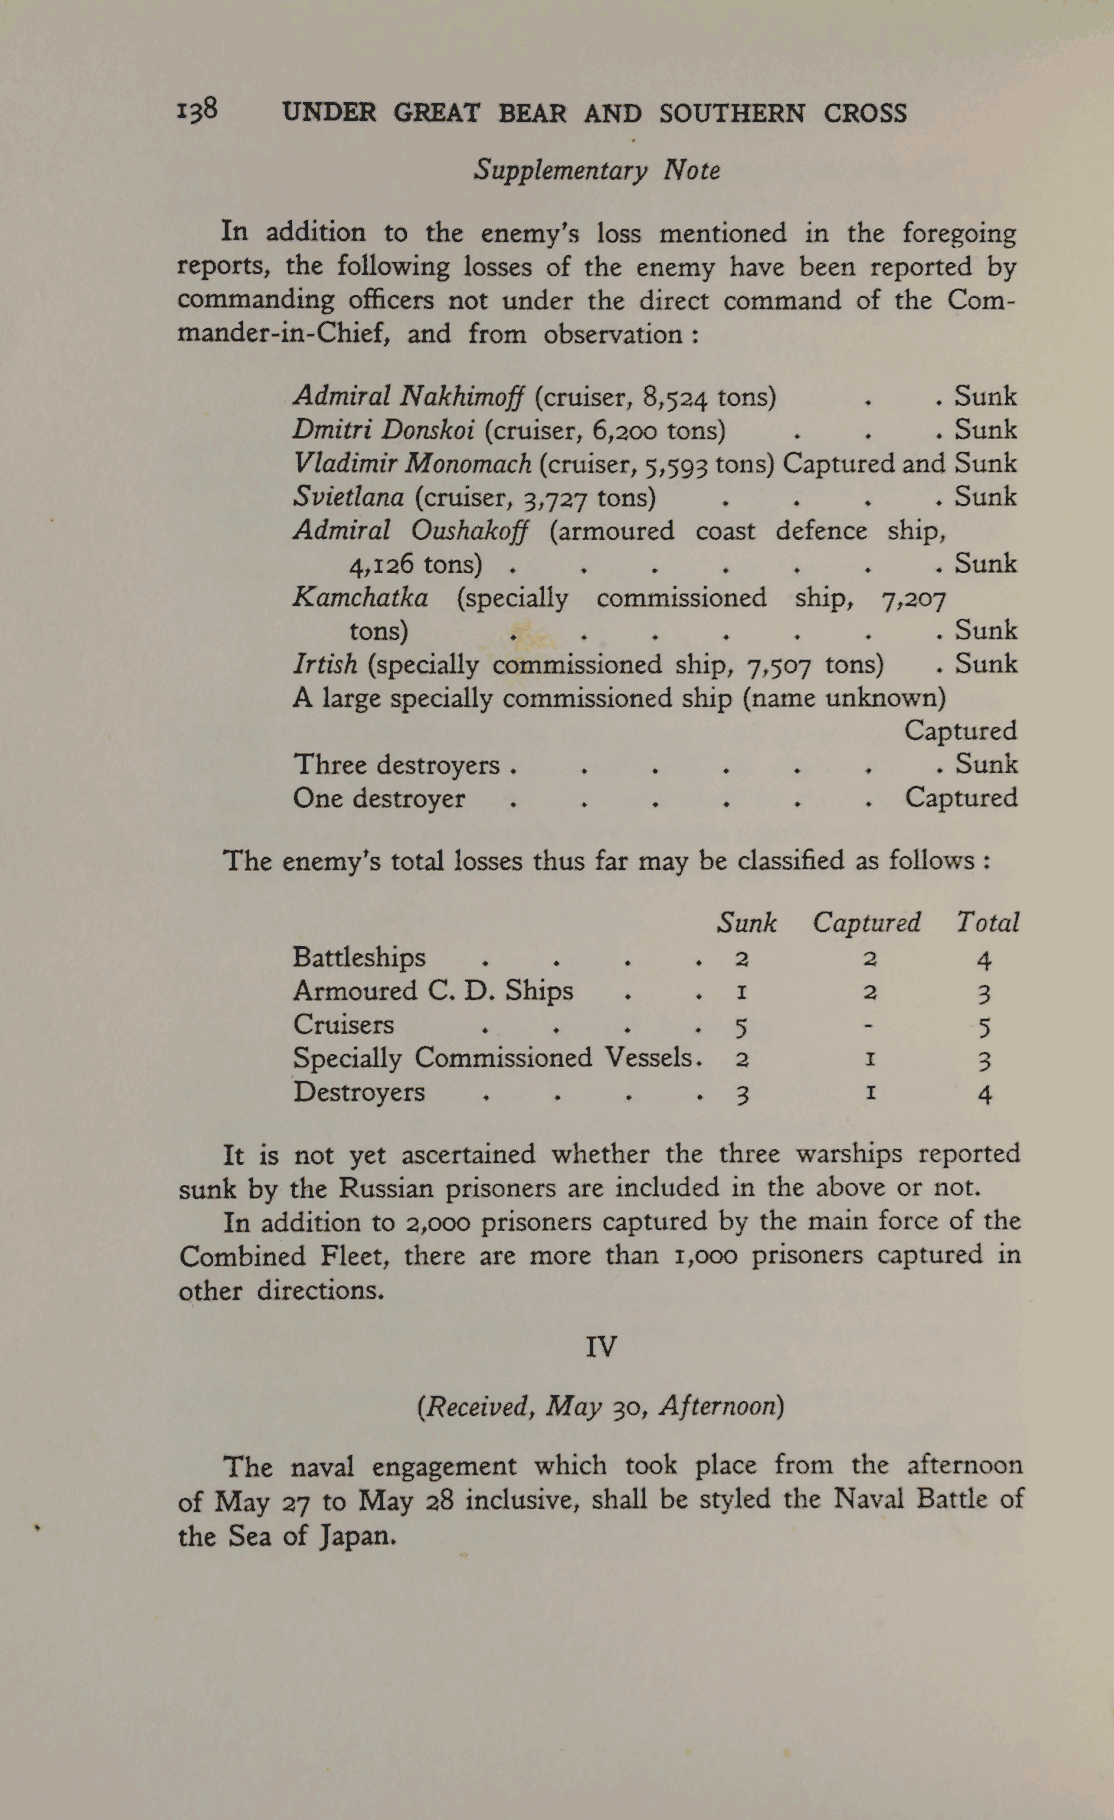 138 UNDER GREAT BEAR AND SOUTHERN CROSS
Supplementary Note
In addition to the enemy's loss mentioned in the foregoing
reports, the following losses of the enemy have been reported by
commanding officers not under the direct command of the Com-
mander-in-Chief, and from observation :
Admiral Nakhimoff (cruiser, 8,524 tons) . . Sunk
Dmitri Donskoi (cruiser, 6,200 tons) . . . Sunk
Vladimir Monomach (cruiser, 5,593 tons) Captured and Sunk
Svietlana (cruiser, 3,727 tons) . . . . Sunk
Admiral Oushakoff (armoured coast defence ship,
4,126 tons) . . . . . . . Sunk
Kamchatka (specially commissioned ship, 7,207
tons) . . . . . . . Sunk
Irtish (specially commissioned ship, 7,507 tons) . Sunk
A large specially commissioned ship (name unknown)
Captured
Three destroyers . . . . . . . Sunk
One destroyer . . . . . . Captured
The enemy's total losses thus far may be classified as follows :
Sunk Captured Total
Battleships . . . . 2 2 4
Armoured C. D. Ships . . 1 2 3
Cruisers . . . . 5 - 5
Specially Commissioned Vessels . 2 1 3
Destroyers . . . . 3 1 4
It is not yet ascertained whether the three warships reported
sunk by the Russian prisoners are included in the above or not.
In addition to 2,000 prisoners captured by the main force of the
Combined Fleet, there are more than 1,000 prisoners captured in
other directions.
IV
(Received, May 30, Afternoon)
The naval engagement which took place from the afternoon
of May 27 to May 28 inclusive, shall be styled the Naval Battle of
the Sea of Japan.